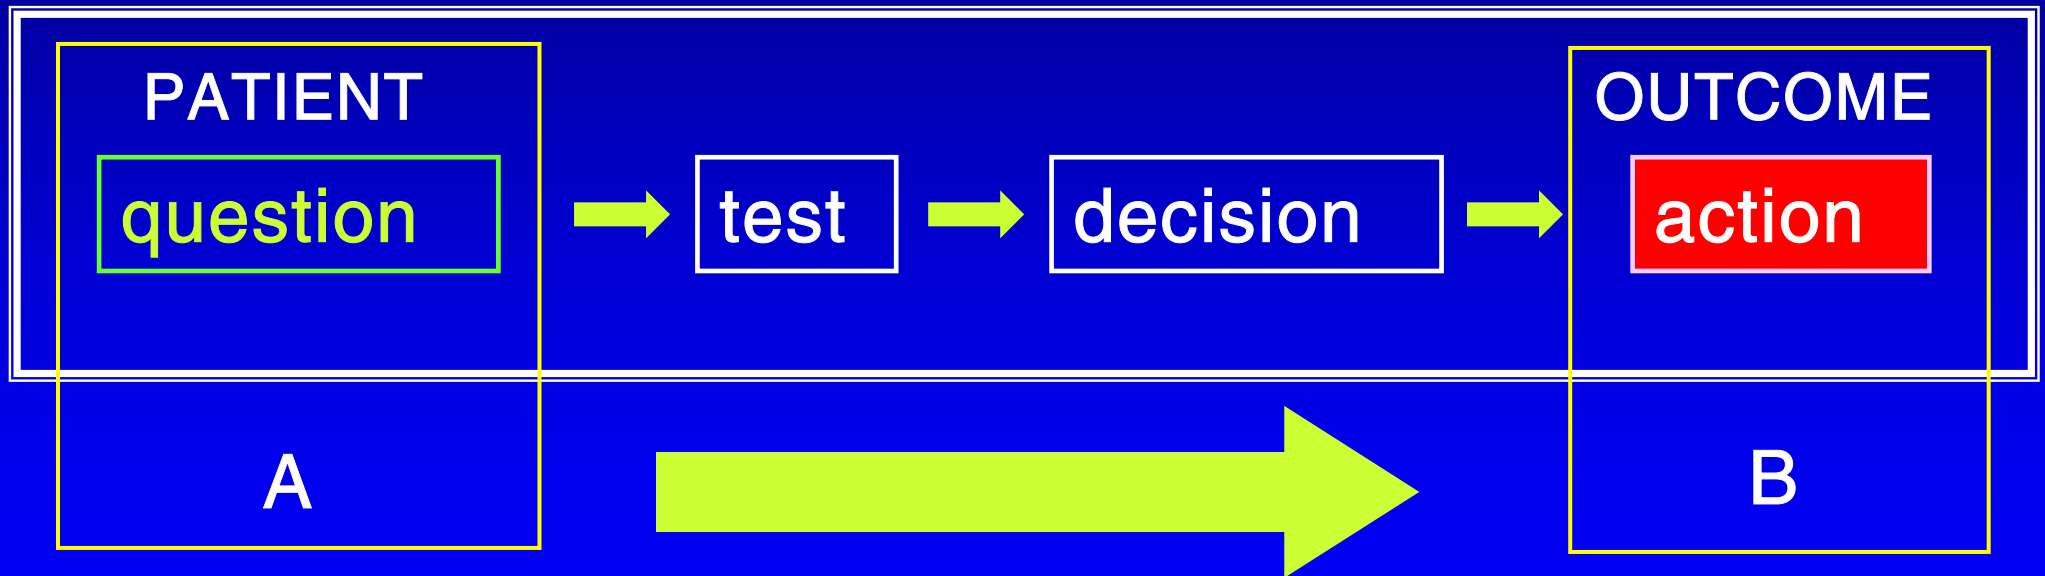 PATIENT
OUTCOME
question
test
decision
action
A
B